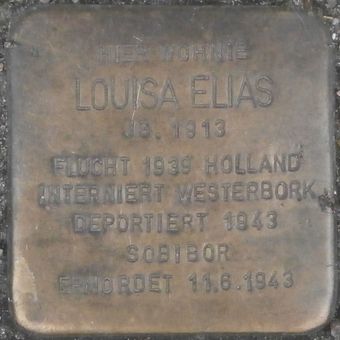 HIER WOHNTE
LOUISA ELIAS
JG. 1913
FLUCHT 1939 HOLLAND
INTERNIERT WESTERBORK
DEPORTIERT 1943
SOBIBOR
ERMORDET 11.6.1943